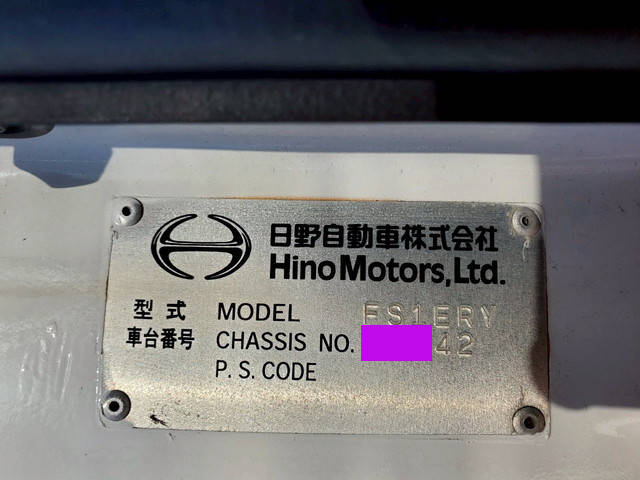 日野自動車株式会社
Hino Motors, Ltd.
型式 MODEL FS1ERY
車台番号 CHASSIS NO. 42
P. S. CODE